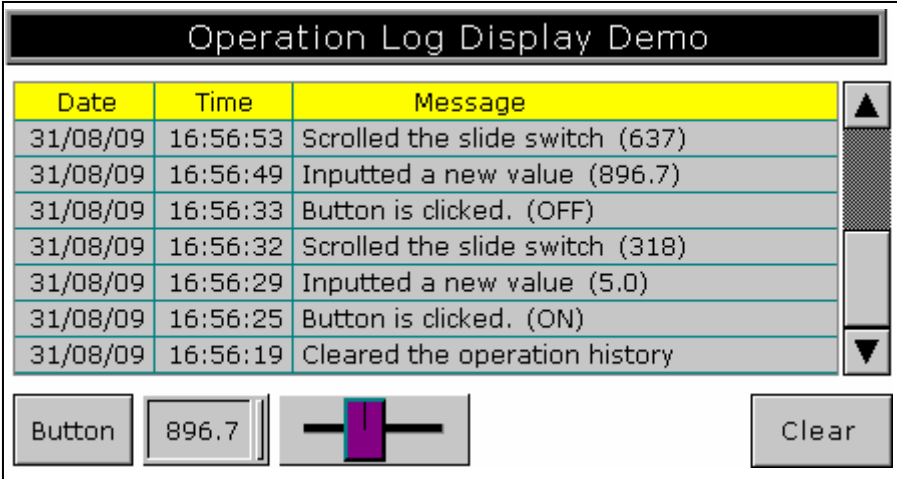 Operation Log Display Demo
Date Time Message
31/08/09 16:56:53 Scrolled the slide switch (637)
31/08/09 16:56:49 Inputted a new value (896.7)
31/08/09 16:56:33 Button is clicked. (OFF)
31/08/09 16:56:32 Scrolled the slide switch (318)
31/08/09 16:56:29 Inputted a new value (5.0)
31/08/09 16:56:25 Button is clicked. (ON)
31/08/09 16:56:19 Cleared the operation history
Button 896.7 Clear